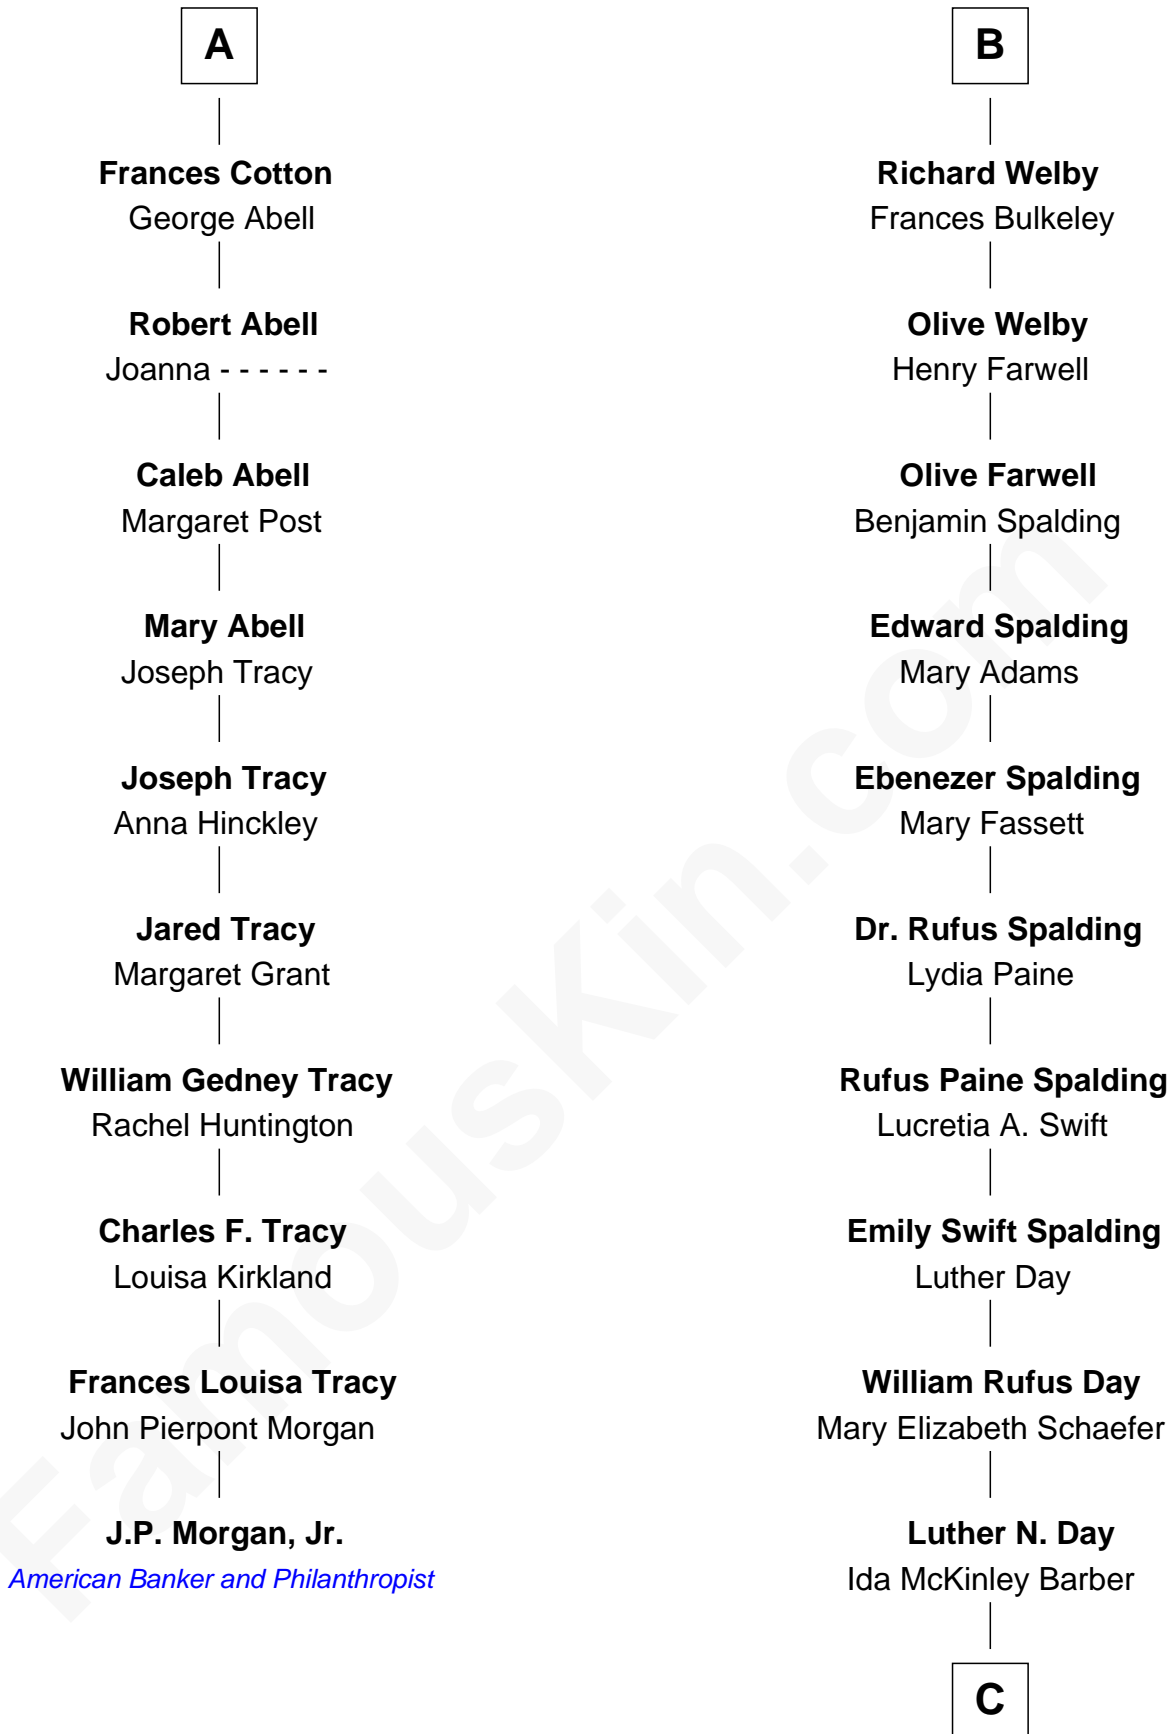 A
Frances Cotton
George Abell
Robert Abell
Joanna - - - - - -
Caleb Abell
Margaret Post
Mary Abell
Joseph Tracy
Joseph Tracy
Anna Hinckley
Jared Tracy
Margaret Grant
William Gedney Tracy
Rachel Huntington
Charles F. Tracy
Louisa Kirkland
Frances Louisa Tracy
John Pierpont Morgan
J.P. Morgan, Jr.
American Banker and Philanthropist
B
Richard Welby
Frances Bulkeley
Olive Welby
Henry Farwell
Olive Farwell
Benjamin Spalding
Edward Spalding
Mary Adams
Ebenezer Spalding
Mary Fassett
Dr. Rufus Spalding
Lydia Paine
Rufus Paine Spalding
Lucretia A. Swift
Emily Swift Spalding
Luther Day
William Rufus Day
Mary Elizabeth Schaefer
Luther N. Day
Ida McKinley Barber
C
FamousKin.com